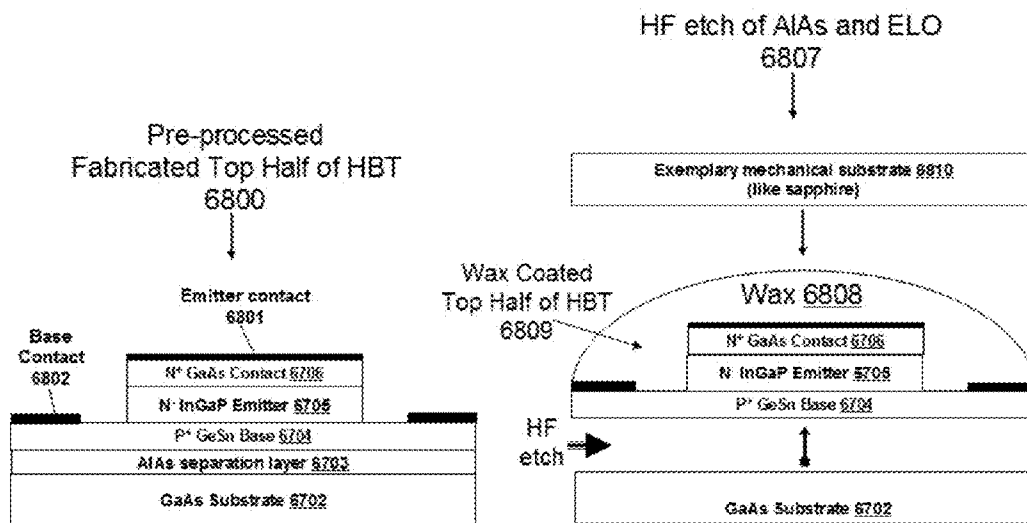 Pre-processed
Fabricated Top Half of HBT
6800
Emitter contact
6801
Base
Contact
6802
N+ GaAs Contact 6706
N- InGaP Emitter 6705
P+ GeSn Base 6704
AlAs separation layer 6703
GaAs Substrate 6702
HF etch of AlAs and ELO
6807
Exemplary mechanical substrate 6810
(like sapphire)
Wax Coated
Top Half of HBT
6809
Wax 6808
N+ GaAs Contact 6706
N- InGaP Emitter 6705
P+ GeSn Base 6704
HF
etch
GaAs Substrate 6702